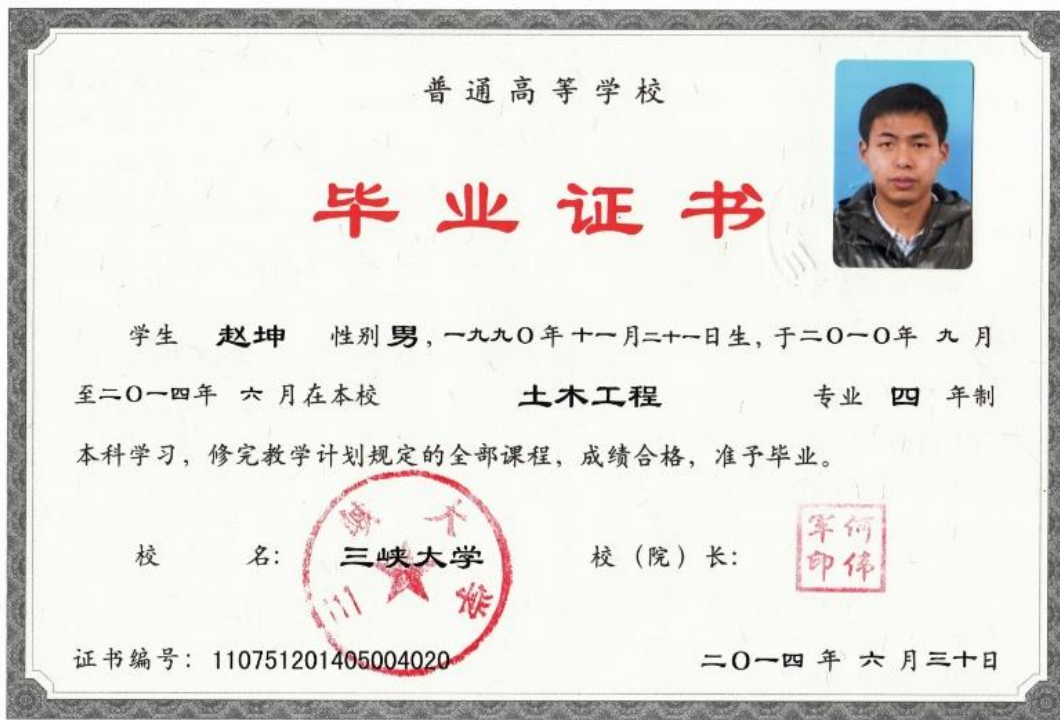 普通高等学校
毕业证书
学生 赵坤 性别 男，一九九〇年十一月二十一日生，于二〇一〇年 九 月
至二〇一四年 六 月在本校 土木工程 专业 四 年制
本科学习，修完教学计划规定的全部课程，成绩合格，准予毕业。
校 名： 三峡大学 校（院）长：
三峡大学
何伟军印
证书编号：110751201405004020 二〇一四 年 六 月三十日